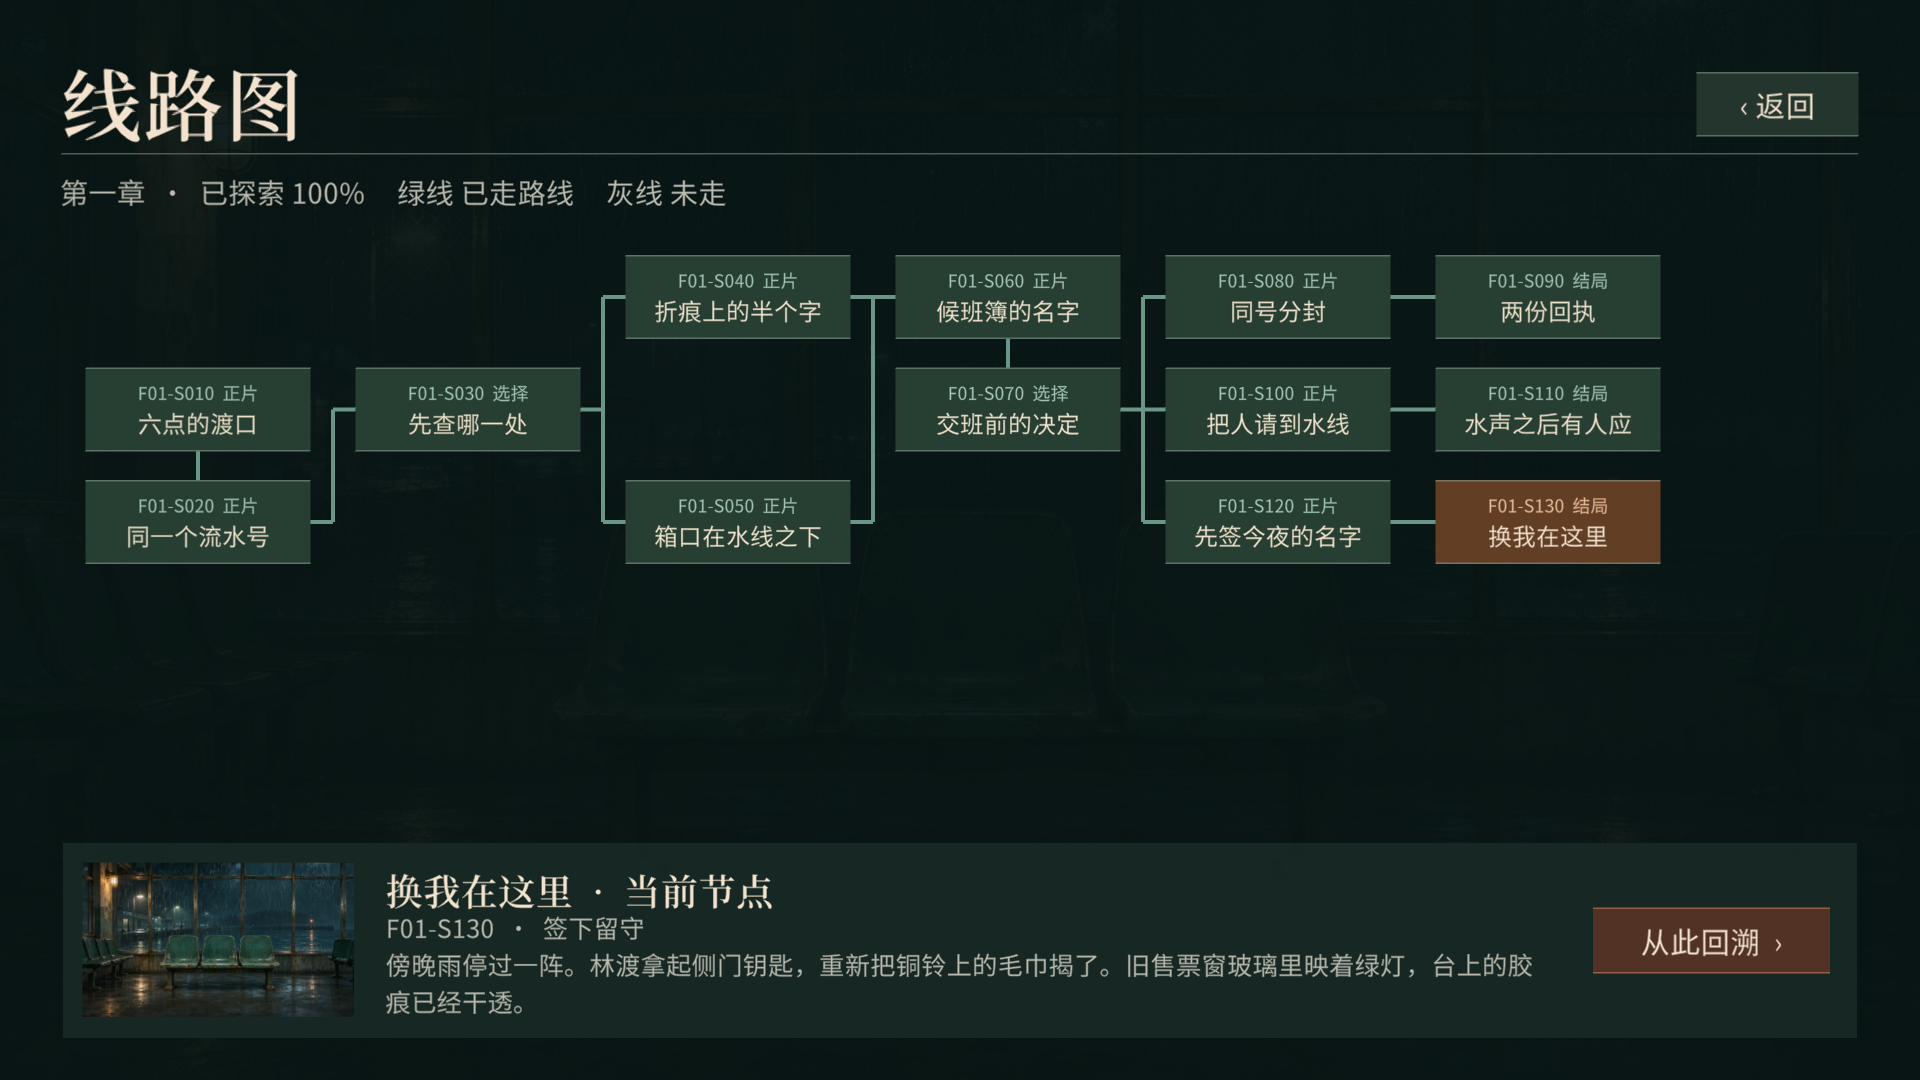 线路图
‹ 返回
第一章 · 已探索 100% 绿线 已走路线 灰线 未走
F01-S040 正片
折痕上的半个字
F01-S060 正片
候班簿的名字
F01-S080 正片
同号分封
F01-S090 结局
两份回执
F01-S010 正片
六点的渡口
F01-S030 选择
先查哪一处
F01-S070 选择
交班前的决定
F01-S100 正片
把人请到水线
F01-S110 结局
水声之后有人应
F01-S020 正片
同一个流水号
F01-S050 正片
箱口在水线之下
F01-S120 正片
先签今夜的名字
F01-S130 结局
换我在这里
换我在这里 · 当前节点
F01-S130 · 签下留守
傍晚雨停过一阵。林渡拿起侧门钥匙，重新把铜铃上的毛巾揭了。旧售票窗玻璃里映着绿灯，台上的胶
痕已经干透。
从此回溯 ›